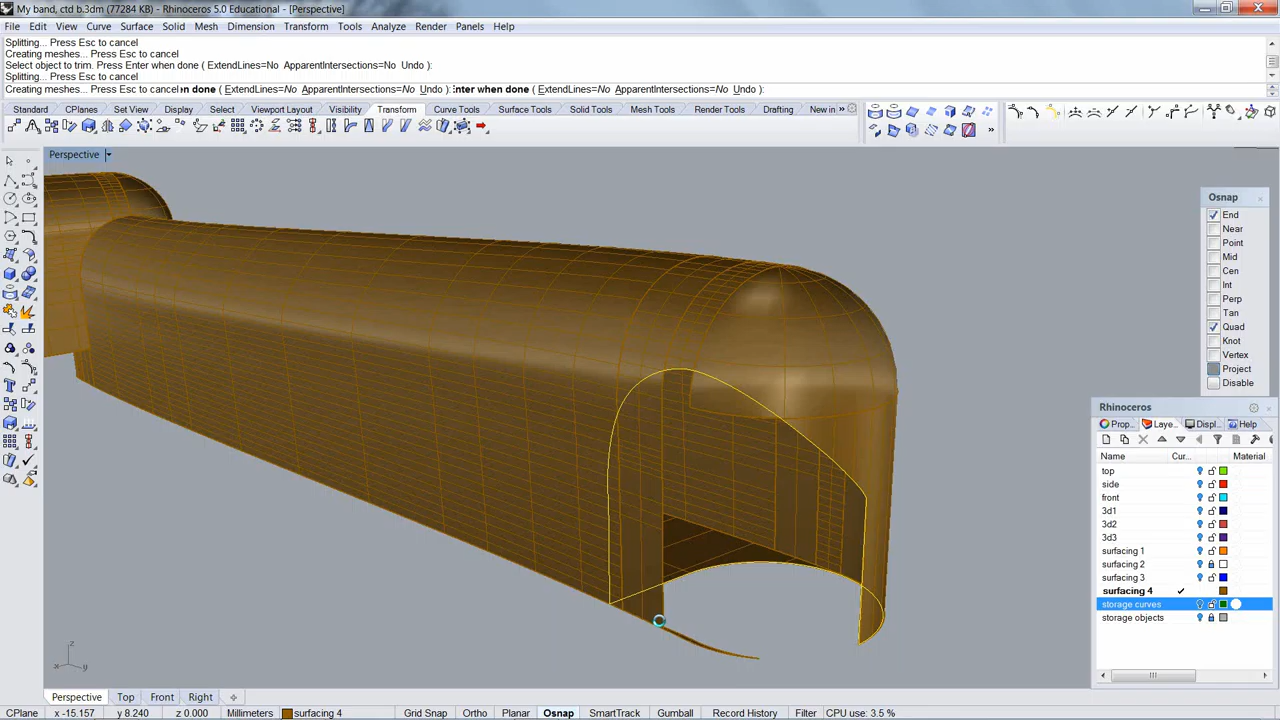 My band, ctd b.3dm (77284 KB) - Rhinoceros 5.0 Educational - [Perspective]
File Edit View Curve Surface Solid Mesh Dimension Transform Tools Analyze Render Panels Help
Splitting... Press Esc to cancel
Creating meshes... Press Esc to cancel
Select object to trim. Press Enter when done ( ExtendLines=No ApparentIntersections=No Undo ):
Splitting... Press Esc to cancel
Creating meshes... Press Esc to cancel n done ( ExtendLines=No ApparentIntersections=No Undo ): Enter when done ( ExtendLines=No ApparentIntersections=No Undo ):
Standard CPlanes Set View Display Select Viewport Layout Visibility Transform Curve Tools Surface Tools Solid Tools Mesh Tools Render Tools Drafting New in
Perspective
Osnap
End
Near
Point
Mid
Cen
Int
Perp
Tan
Quad
Knot
Vertex
Project
Disable
Rhinoceros
Prop... Laye... Displ... Help
Name Cur... Material
top
side
front
3d1
3d2
3d3
surfacing 1
surfacing 2
surfacing 3
surfacing 4
storage curves
storage objects
z
x y
Perspective Top Front Right
CPlane x -15.157 y 8.240 z 0.000 Millimeters surfacing 4 Grid Snap Ortho Planar Osnap SmartTrack Gumball Record History Filter CPU use: 3.5 %